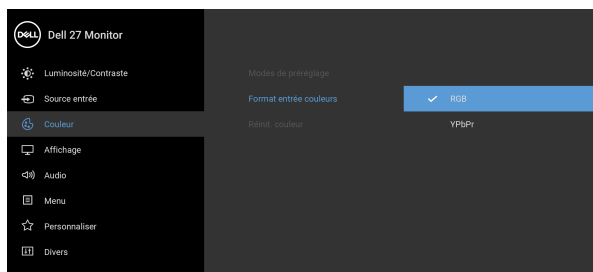 DELL Dell 27 Monitor
Luminosité/Contraste
Modes de préréglage
Source entrée
Format entrée couleurs
RGB
Couleur
Réinit. couleur
YPbPr
Affichage
Audio
Menu
Personnaliser
Divers